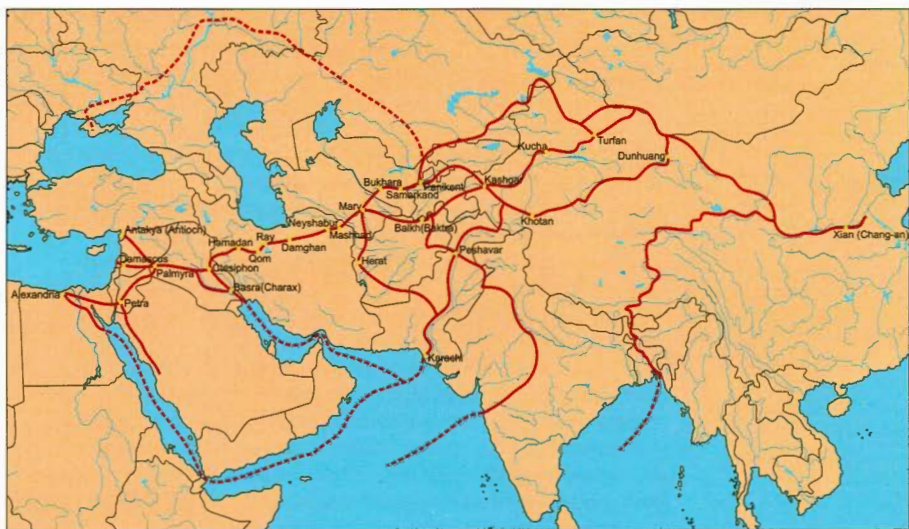 Turfan
Kucha
Dunhuang
Bukhara
Panikent
Kashgar
Samarkand
Marv
Khotan
Neyshabur
Balkh(Baktra)
Antakya (Antioch)
Ray
Mashhad
Xian (Chang-an)
Hamadan
Damghan
Peshavar
Damascus
Qom
Herat
Palmyra
Ctesiphon
Alexandria
Basra(Charax)
Petra
Karachi